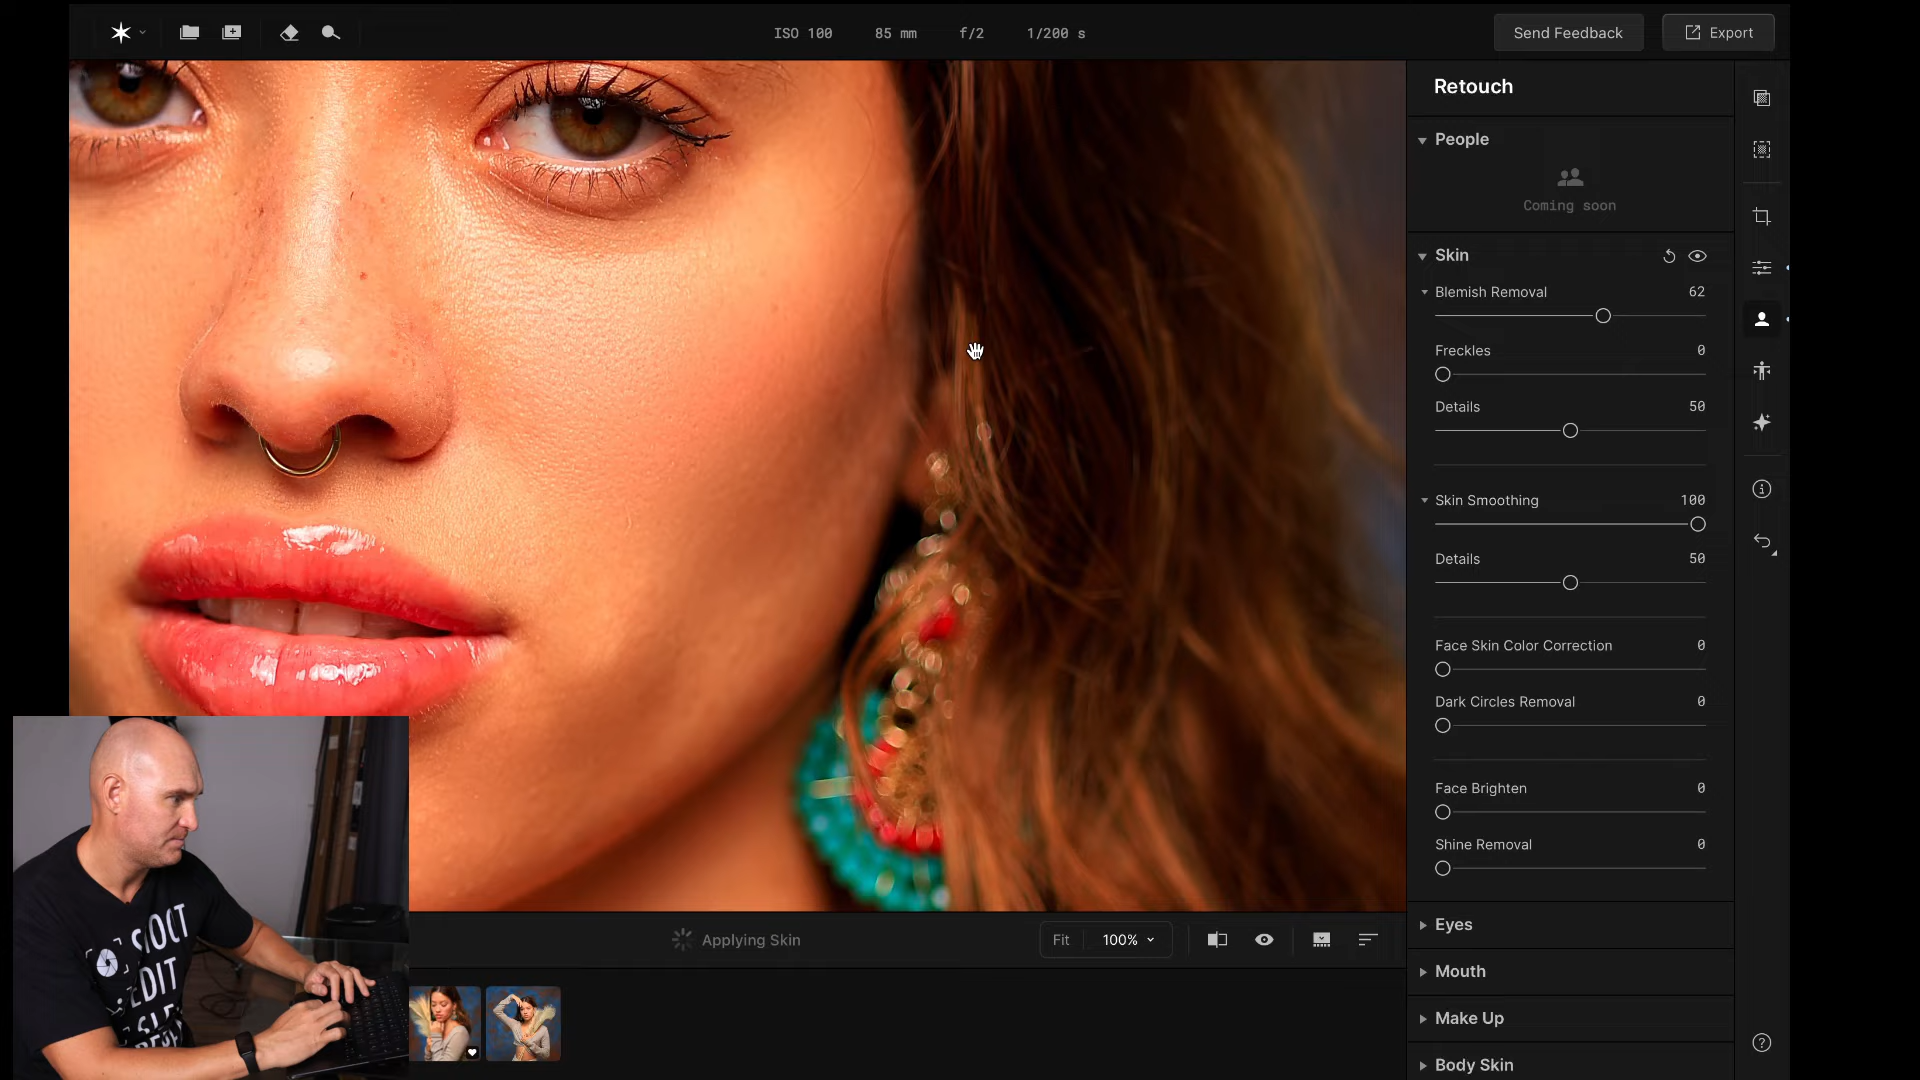 ISO 100 85 mm f/2 1/200 s
Send Feedback
Export
Retouch
People
Coming soon
Skin
Blemish Removal 62
Freckles 0
Details 50
Skin Smoothing 100
Details 50
Face Skin Color Correction 0
Dark Circles Removal 0
Face Brighten 0
Shine Removal 0
Eyes
Mouth
Make Up
Body Skin
Applying Skin
Fit 100%
EDIT